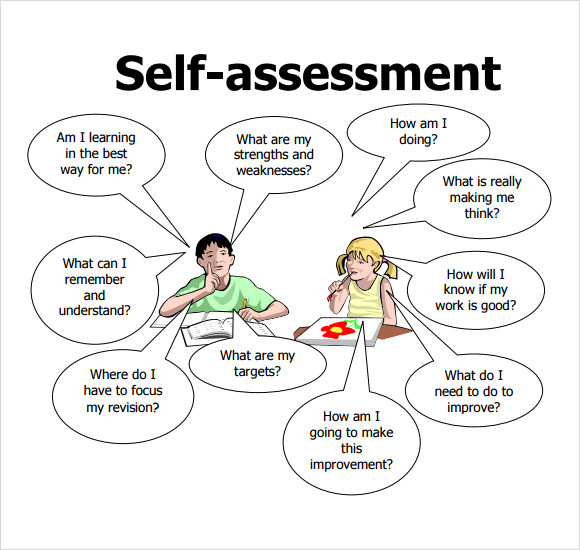 Self-assessment
Am I learning
in the best
way for me?
What are my
strengths and
weaknesses?
How am I
doing?
What is really
making me
think?
What can I
remember
and
understand?
How will I
know if my
work is good?
Where do I
have to focus
my revision?
What are my
targets?
What do I
need to do to
improve?
How am I
going to make
this
improvement?